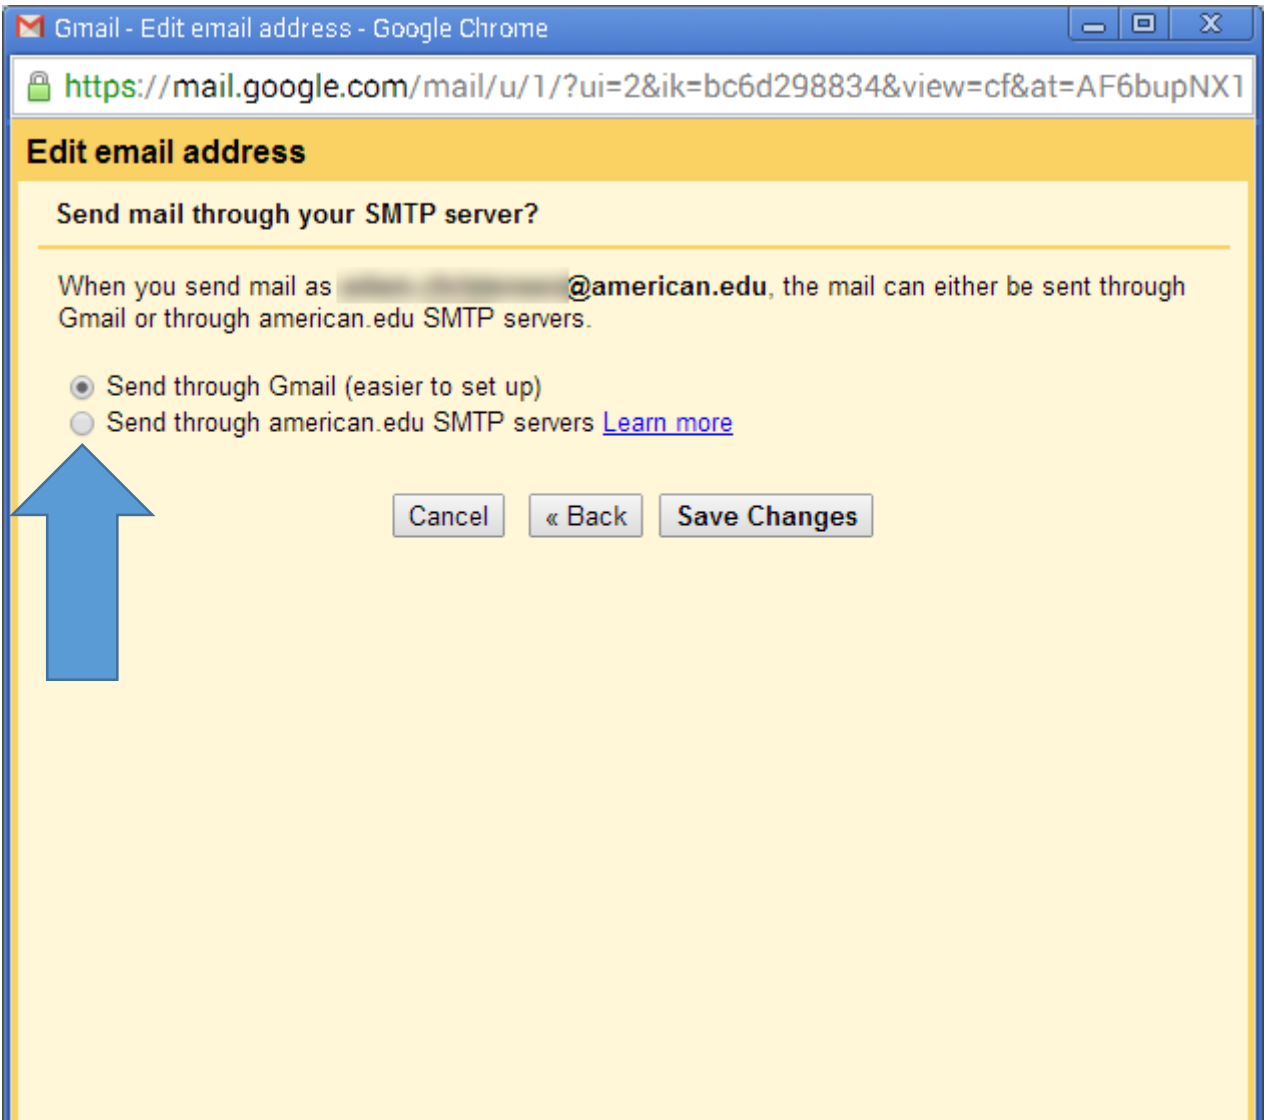 Gmail - Edit email address - Google Chrome
https://mail.google.com/mail/u/1/?ui=2&ik=bc6d298834&view=cf&at=AF6bupNX1
Edit email address
Send mail through your SMTP server?
When you send mail as @american.edu, the mail can either be sent through
Gmail or through american.edu SMTP servers.
Send through Gmail (easier to set up)
Send through american.edu SMTP servers Learn more
Cancel « Back Save Changes